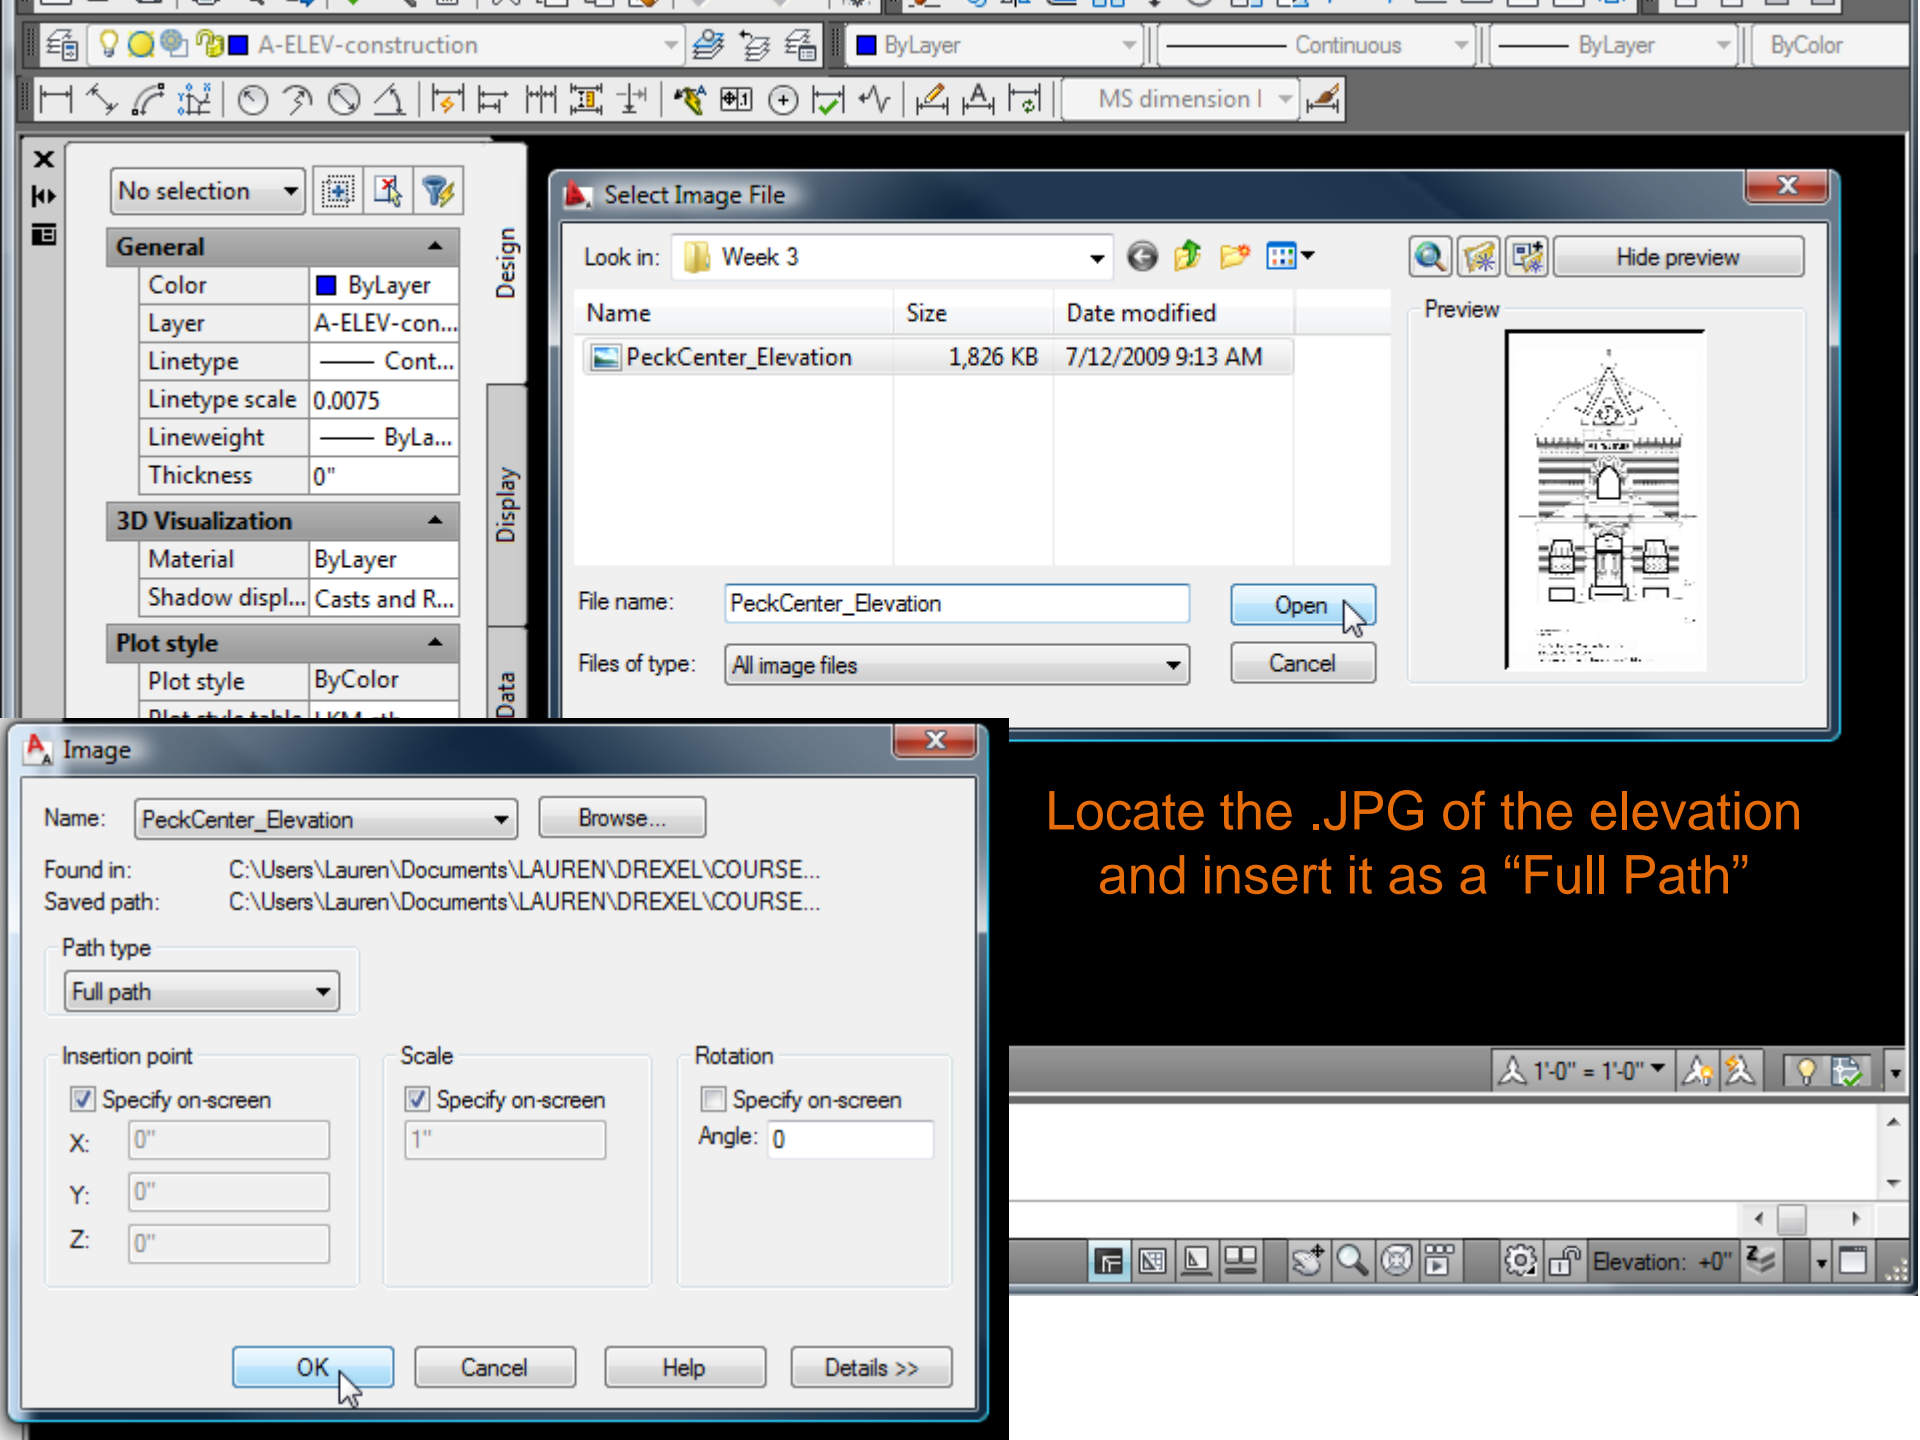 A-ELEV-construction
ByLayer
Continuous
ByLayer
ByColor
MS dimension l
No selection
General
Color ByLayer
Layer A-ELEV-con...
Linetype Cont...
Linetype scale 0.0075
Lineweight ByLa...
Thickness 0"
3D Visualization
Material ByLayer
Shadow displ... Casts and R...
Plot style
Plot style ByColor
Design
Display
Data
Select Image File
Look in: Week 3
Hide preview
Name Size Date modified
PeckCenter_Elevation 1,826 KB 7/12/2009 9:13 AM
Preview
File name: PeckCenter_Elevation
Open
Files of type: All image files
Cancel
Image
Name: PeckCenter_Elevation Browse...
Found in: C:\Users\Lauren\Documents\LAUREN\DREXEL\COURSE...
Saved path: C:\Users\Lauren\Documents\LAUREN\DREXEL\COURSE...
Path type
Full path
Insertion point
Specify on-screen
X: 0"
Y: 0"
Z: 0"
Scale
Specify on-screen
1"
Rotation
Specify on-screen
Angle: 0
OK Cancel Help Details >>
Locate the .JPG of the elevation
and insert it as a “Full Path”
1'-0" = 1'-0"
Elevation: +0"